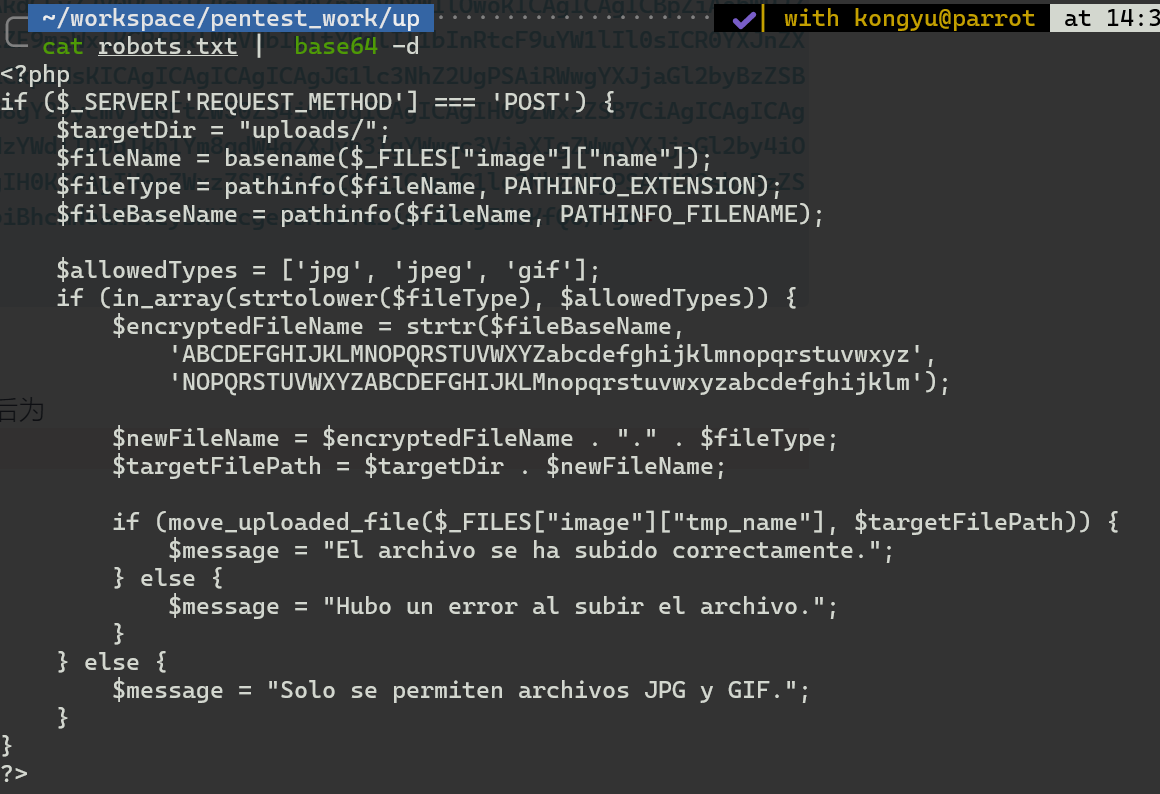 ~/workspace/pentest_work/up ✔ with kongyu@parrot at 14:3
cat robots.txt | base64 -d
<?php
if ($_SERVER['REQUEST_METHOD'] === 'POST') {
    $targetDir = "uploads/";
    $fileName = basename($_FILES["image"]["name"]);
    $fileType = pathinfo($fileName, PATHINFO_EXTENSION);
    $fileBaseName = pathinfo($fileName, PATHINFO_FILENAME);
    $allowedTypes = ['jpg', 'jpeg', 'gif'];
    if (in_array(strtolower($fileType), $allowedTypes)) {
        $encryptedFileName = strtr($fileBaseName,
            'ABCDEFGHIJKLMNOPQRSTUVWXYZabcdefghijklmnopqrstuvwxyz',
            'NOPQRSTUVWXYZABCDEFGHIJKLMnopqrstuvwxyzabcdefghijklm');
后为
        $newFileName = $encryptedFileName . "." . $fileType;
        $targetFilePath = $targetDir . $newFileName;
        if (move_uploaded_file($_FILES["image"]["tmp_name"], $targetFilePath)) {
            $message = "El archivo se ha subido correctamente.";
        } else {
            $message = "Hubo un error al subir el archivo.";
        }
    } else {
        $message = "Solo se permiten archivos JPG y GIF.";
    }
}
?>